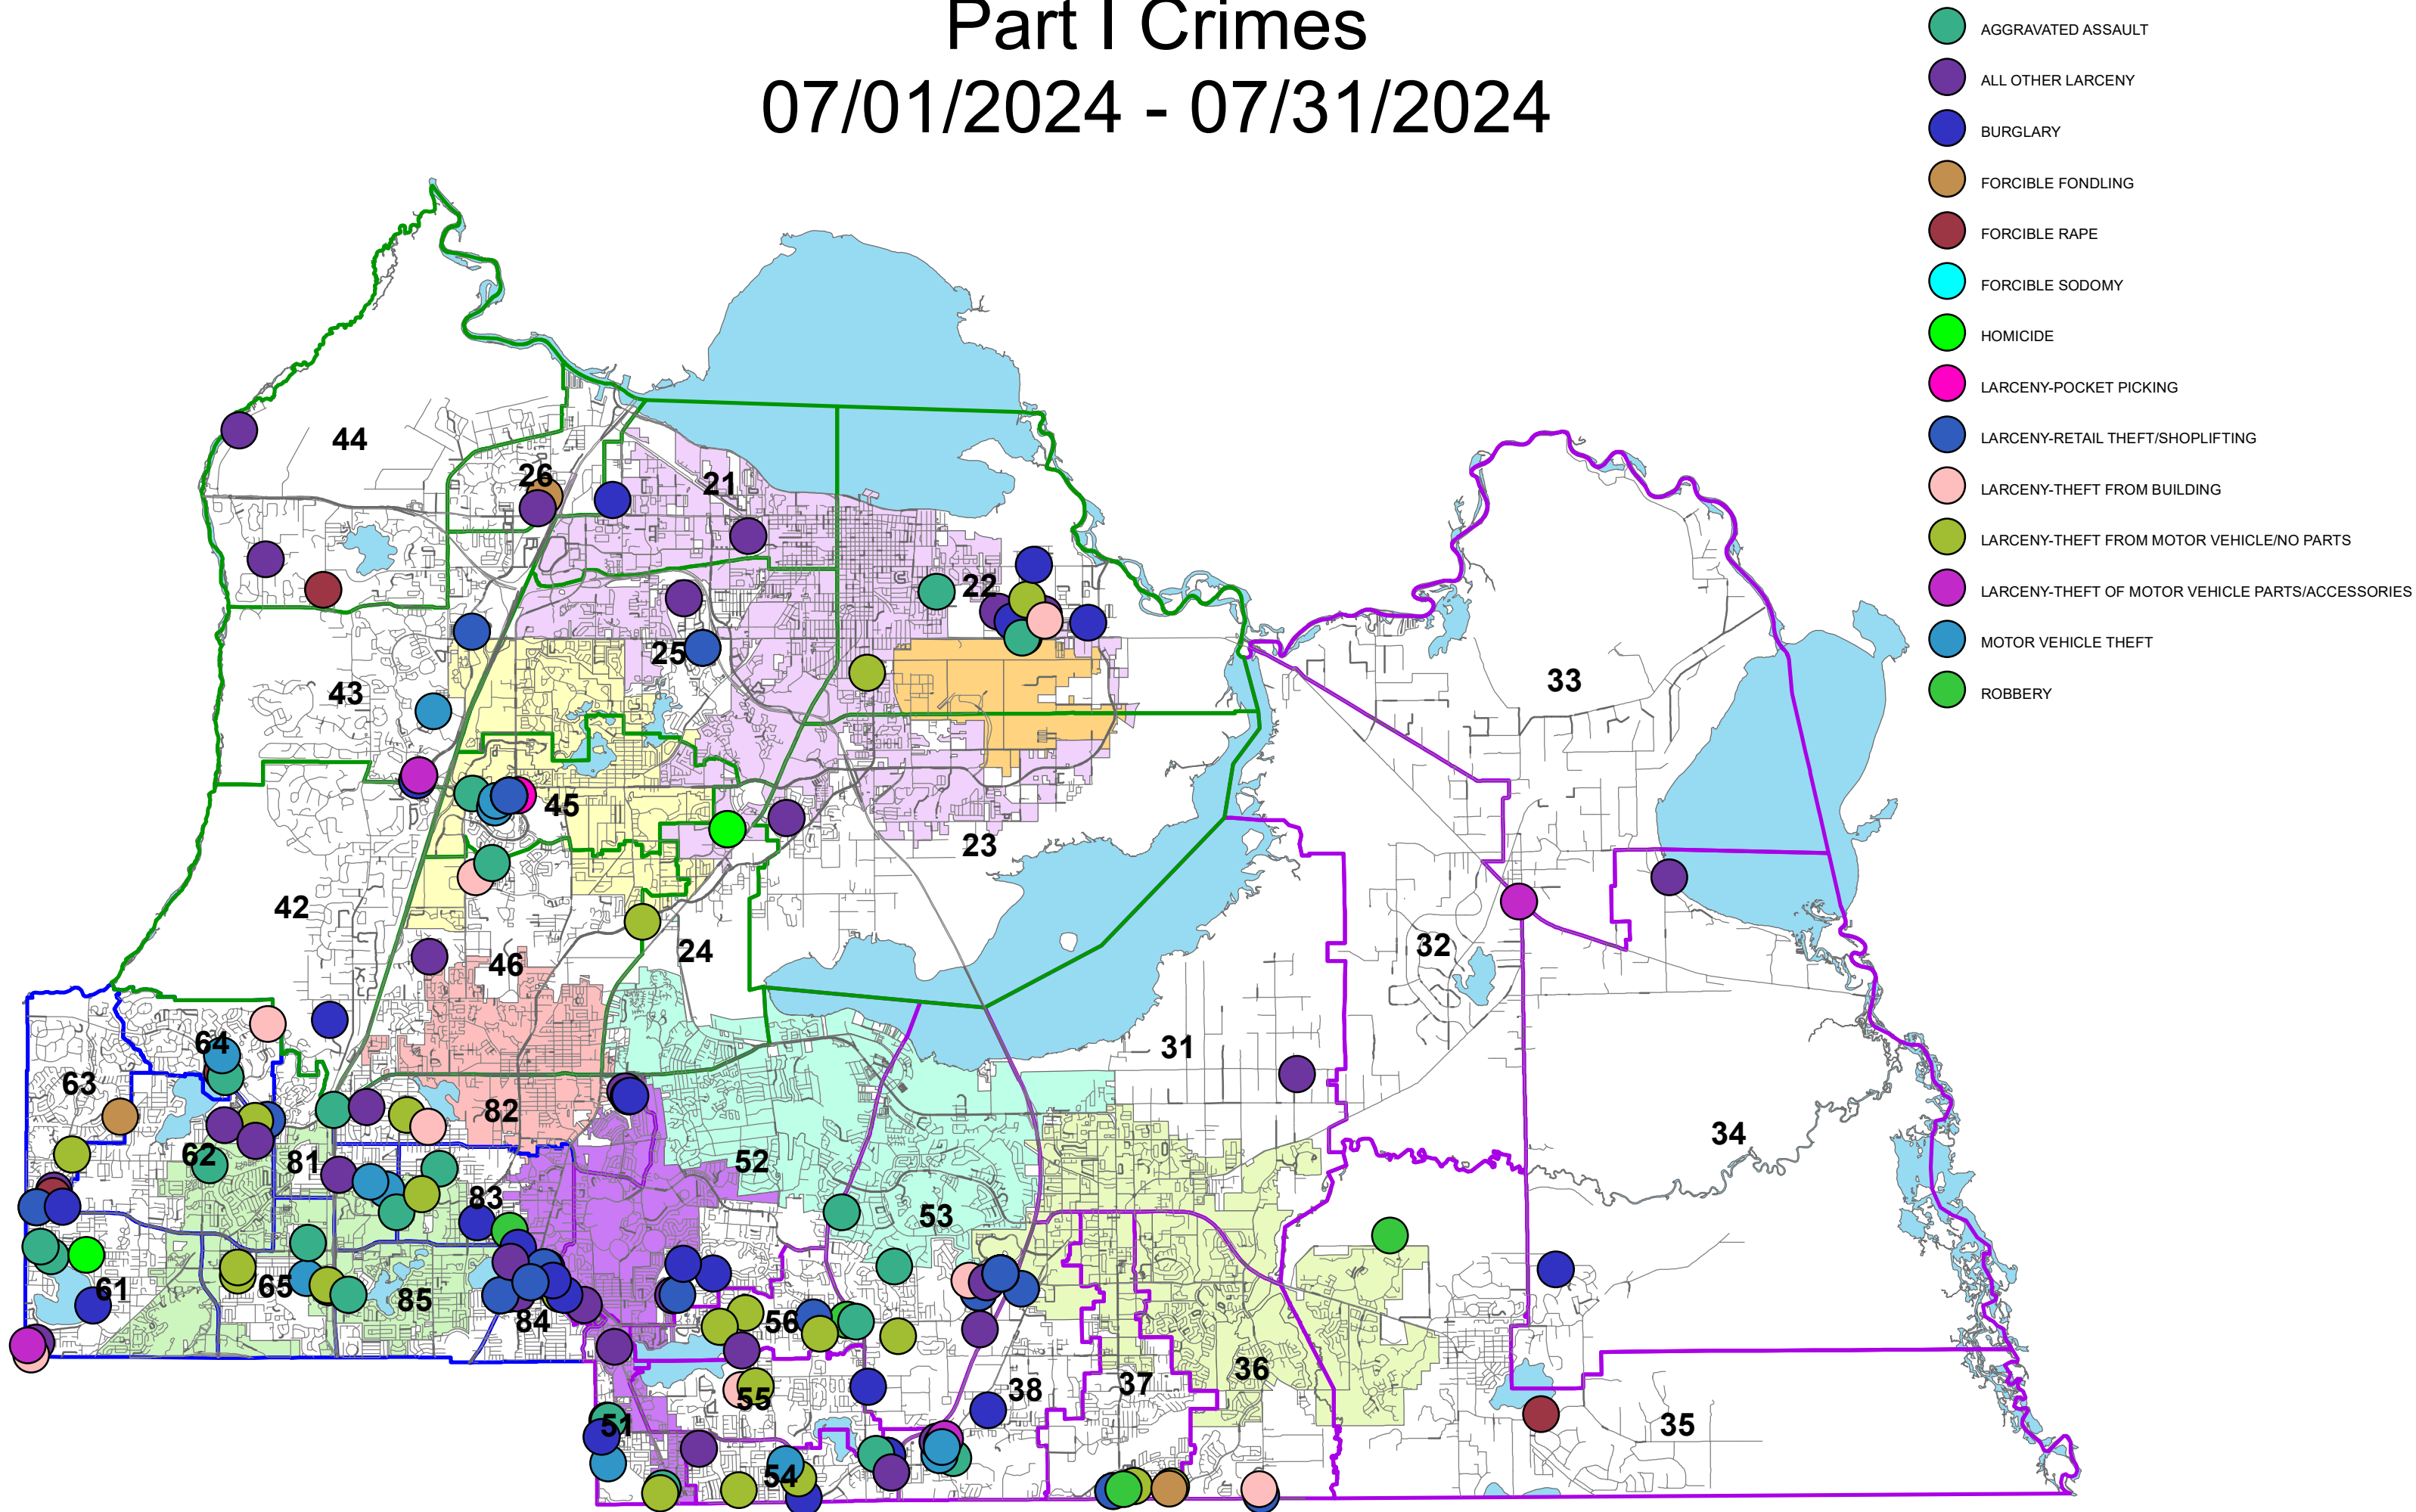 Part I Crimes
07/01/2024 - 07/31/2024
AGGRAVATED ASSAULT
ALL OTHER LARCENY
BURGLARY
FORCIBLE FONDLING
FORCIBLE RAPE
FORCIBLE SODOMY
HOMICIDE
LARCENY-POCKET PICKING
LARCENY-RETAIL THEFT/SHOPLIFTING
LARCENY-THEFT FROM BUILDING
LARCENY-THEFT FROM MOTOR VEHICLE/NO PARTS
LARCENY-THEFT OF MOTOR VEHICLE PARTS/ACCESSORIES
MOTOR VEHICLE THEFT
ROBBERY
44
26
21
22
25
33
43
45
23
42
32
24
46
31
64
63
82
34
62
81
52
83
53
65
61
85
84
56
36
37
38
55
51
35
54